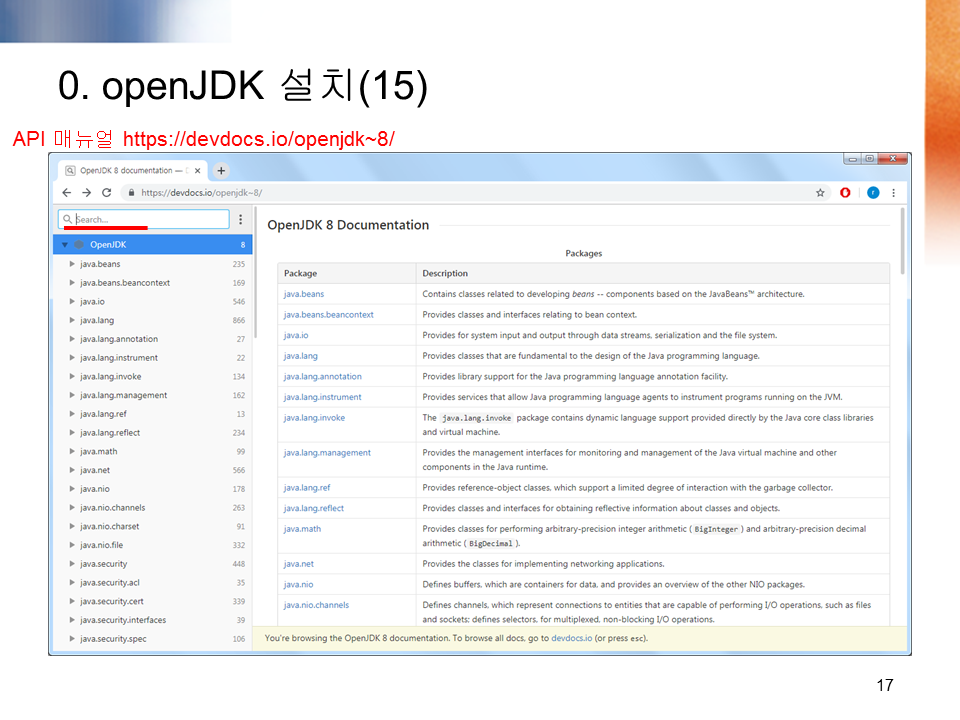 0. openJDK 설치(15)
API 매뉴얼 https://devdocs.io/openjdk~8/
OpenJDK 8 documentation —
https://devdocs.io/openjdk~8/
Search...
OpenJDK 8
java.beans 235
java.beans.beancontext 169
java.io 546
java.lang 866
java.lang.annotation 27
java.lang.instrument 22
java.lang.invoke 134
java.lang.management 162
java.lang.ref 13
java.lang.reflect 234
java.math 99
java.net 566
java.nio 178
java.nio.channels 263
java.nio.charset 91
java.nio.file 332
java.security 448
java.security.acl 35
java.security.cert 339
java.security.interfaces 39
java.security.spec 106
OpenJDK 8 Documentation
Packages
Package Description
java.beans Contains classes related to developing beans -- components based on the JavaBeans™ architecture.
java.beans.beancontext Provides classes and interfaces relating to bean context.
java.io Provides for system input and output through data streams, serialization and the file system.
java.lang Provides classes that are fundamental to the design of the Java programming language.
java.lang.annotation Provides library support for the Java programming language annotation facility.
java.lang.instrument Provides services that allow Java programming language agents to instrument programs running on the JVM.
java.lang.invoke The java.lang.invoke package contains dynamic language support provided directly by the Java core class libraries
and virtual machine.
java.lang.management Provides the management interfaces for monitoring and management of the Java virtual machine and other
components in the Java runtime.
java.lang.ref Provides reference-object classes, which support a limited degree of interaction with the garbage collector.
java.lang.reflect Provides classes and interfaces for obtaining reflective information about classes and objects.
java.math Provides classes for performing arbitrary-precision integer arithmetic ( BigInteger ) and arbitrary-precision decimal
arithmetic ( BigDecimal ).
java.net Provides the classes for implementing networking applications.
java.nio Defines buffers, which are containers for data, and provides an overview of the other NIO packages.
java.nio.channels Defines channels, which represent connections to entities that are capable of performing I/O operations, such as files
and sockets; defines selectors, for multiplexed, non-blocking I/O operations.
You're browsing the OpenJDK 8 documentation. To browse all docs, go to devdocs.io (or press esc).
17